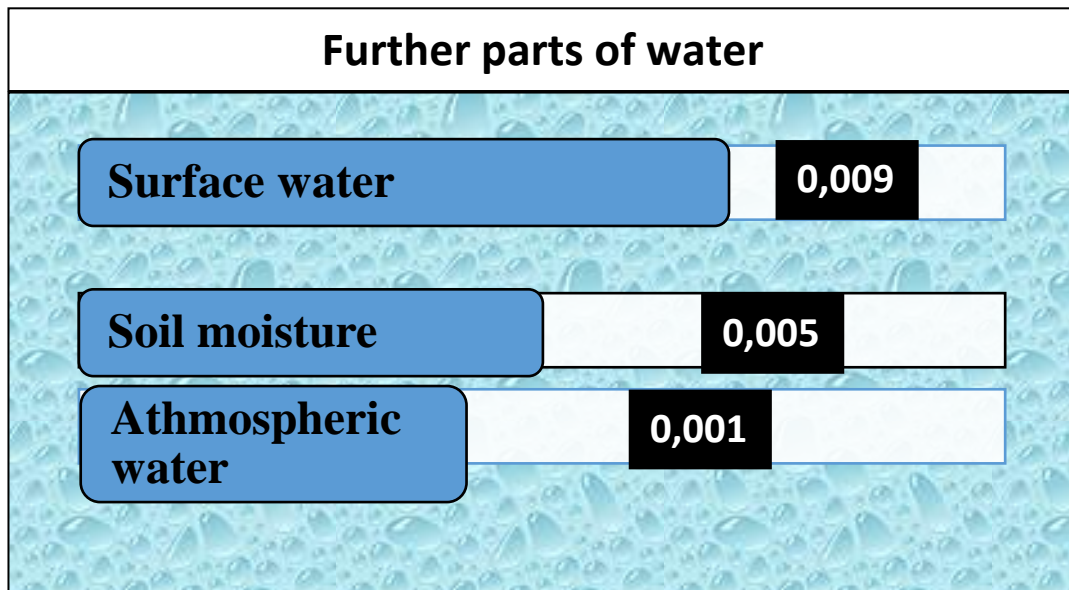 Further parts of water
Surface water
0,009
Soil moisture
0,005
Athmospheric
water
0,001